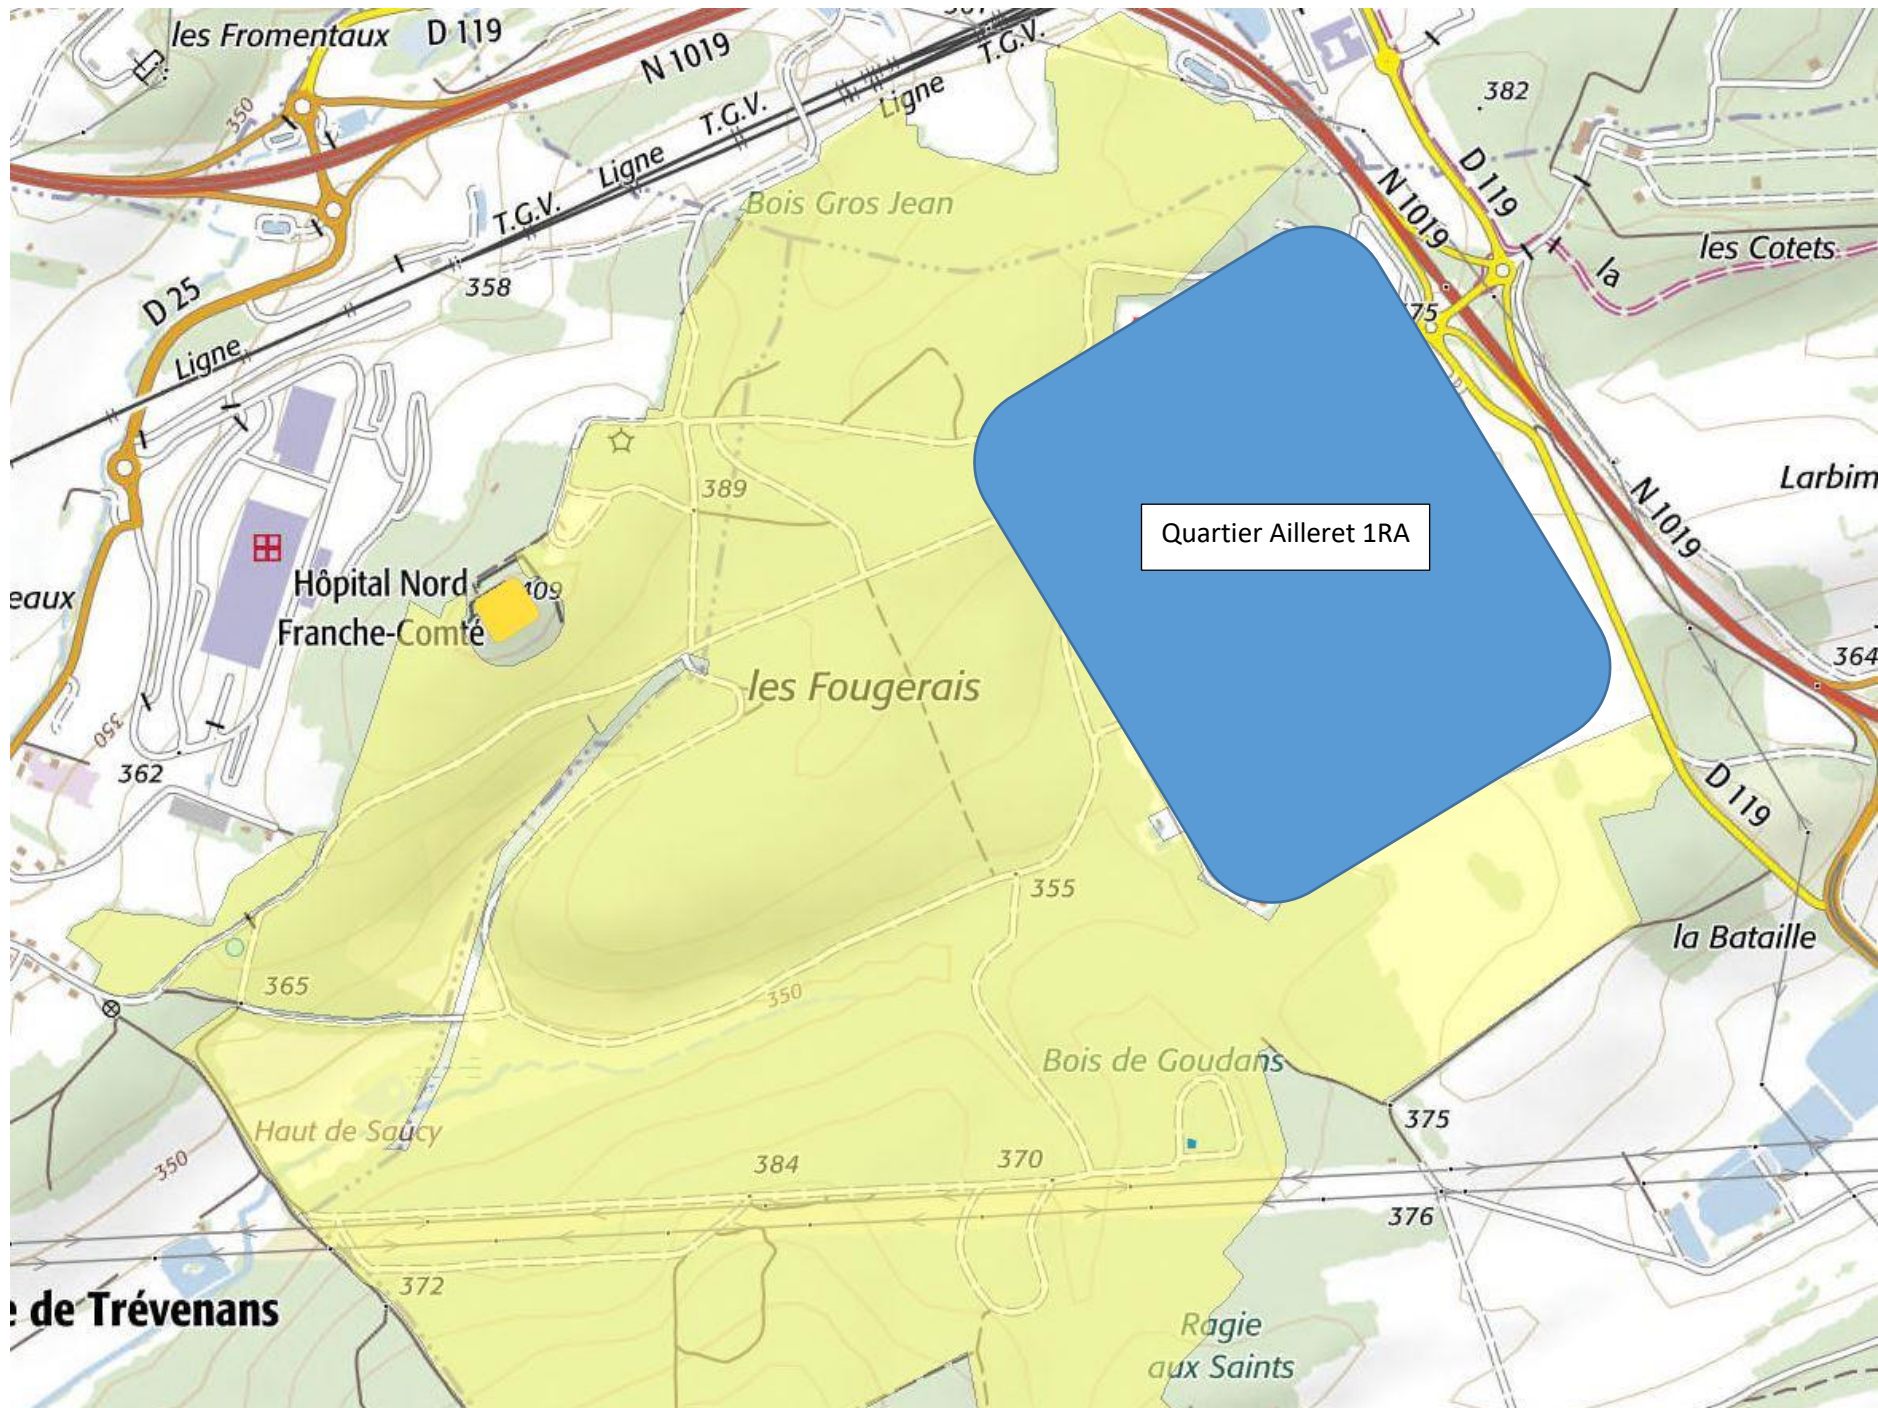 les Fromentaux
D 119
N 1019
T.G.V.
382
350
T.G.V.
Ligne
Ligne
D 119
N 1019
Bois Gros Jean
T.G.V.
les Cotets
la
358
D 25
75
Ligne
Larbim
389
N 1019
Quartier Ailleret 1RA
Hôpital Nord
Franche-Comté
409
eaux
364
les Fougerais
350
362
D 119
355
la Bataille
365
350
Bois de Goudans
375
Haut de Saucy
350
384
370
376
372
de Trévenans
Ragie
aux Saints